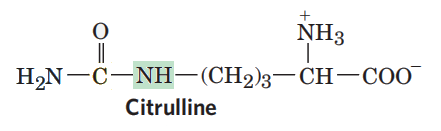 O
+
NH3
H2N—C—NH—(CH2)3—CH—COO−
Citrulline